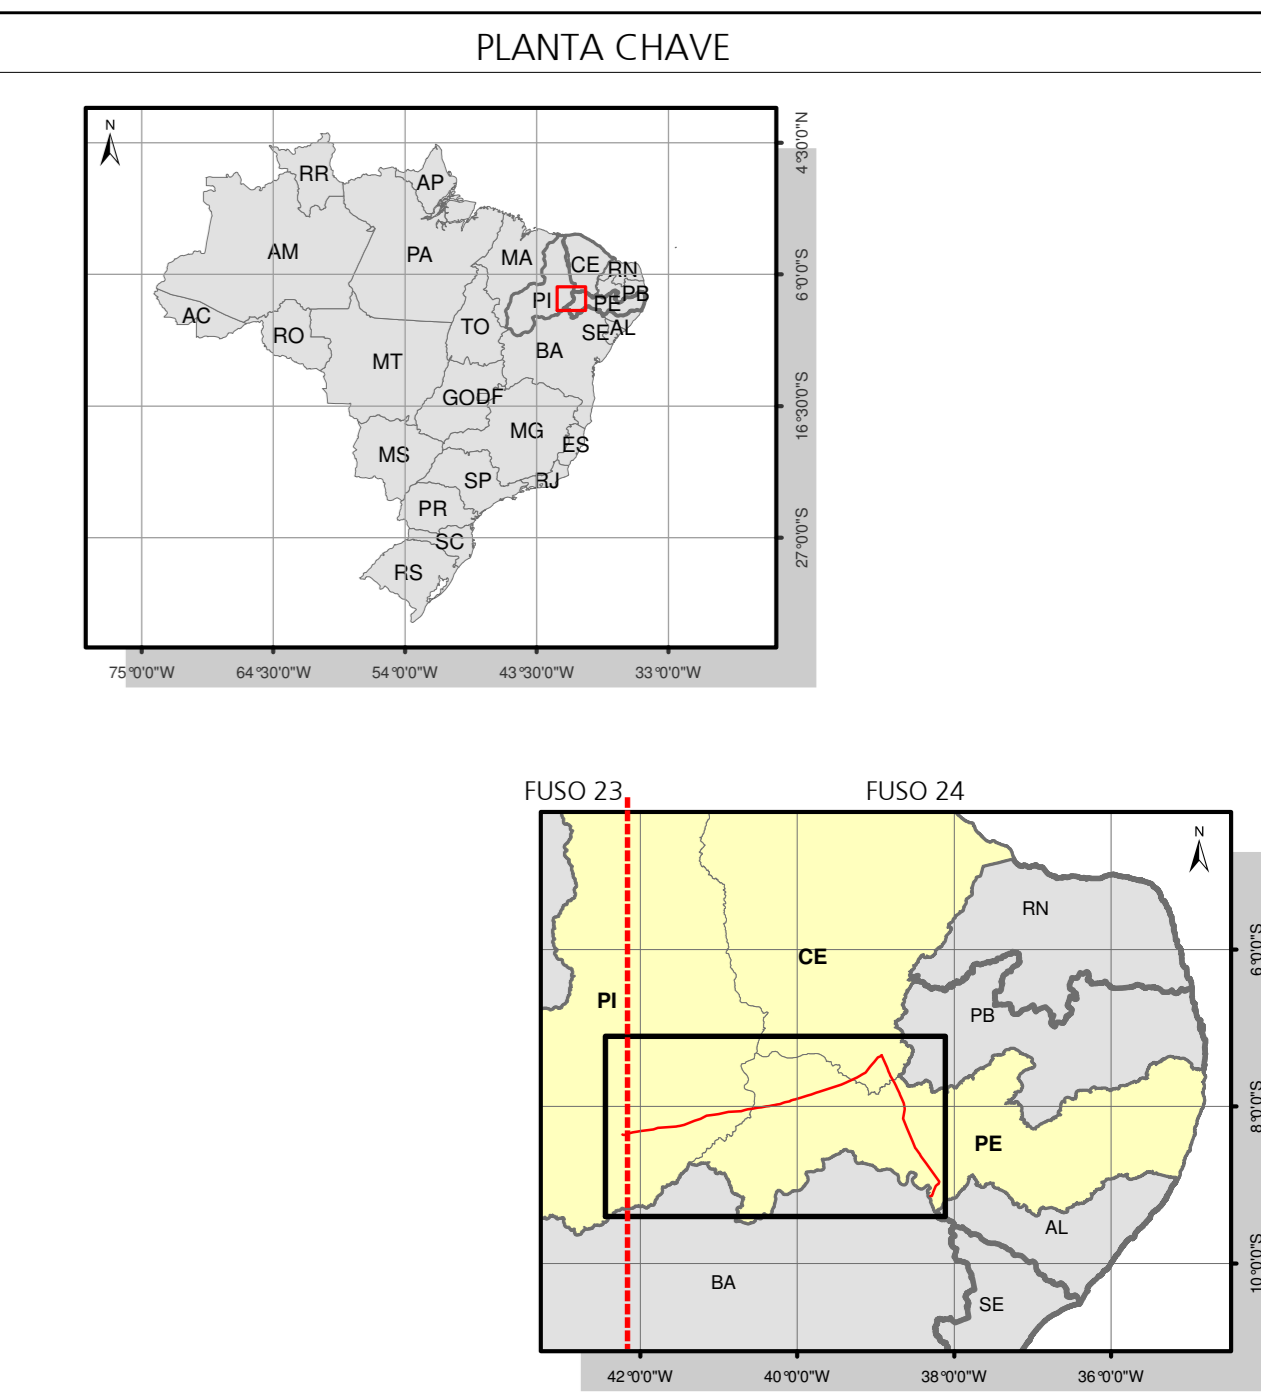 PLANTA CHAVE
N
4°30'0"N
RR
AP
AM
PA
MA
CE
RN
6°0'0"S
PI
PE
PB
AC
RO
TO
SE
AL
BA
MT
GO
DF
16°30'0"S
MG
ES
MS
SP
RJ
PR
SC
27°0'0"S
RS
75°0'0"W
64°30'0"W
54°0'0"W
43°30'0"W
33°0'0"W
FUSO 23
FUSO 24
N
RN
CE
6°0'0"S
PI
PB
8°0'0"S
PE
AL
10°0'0"S
BA
SE
42°0'0"W
40°0'0"W
38°0'0"W
36°0'0"W